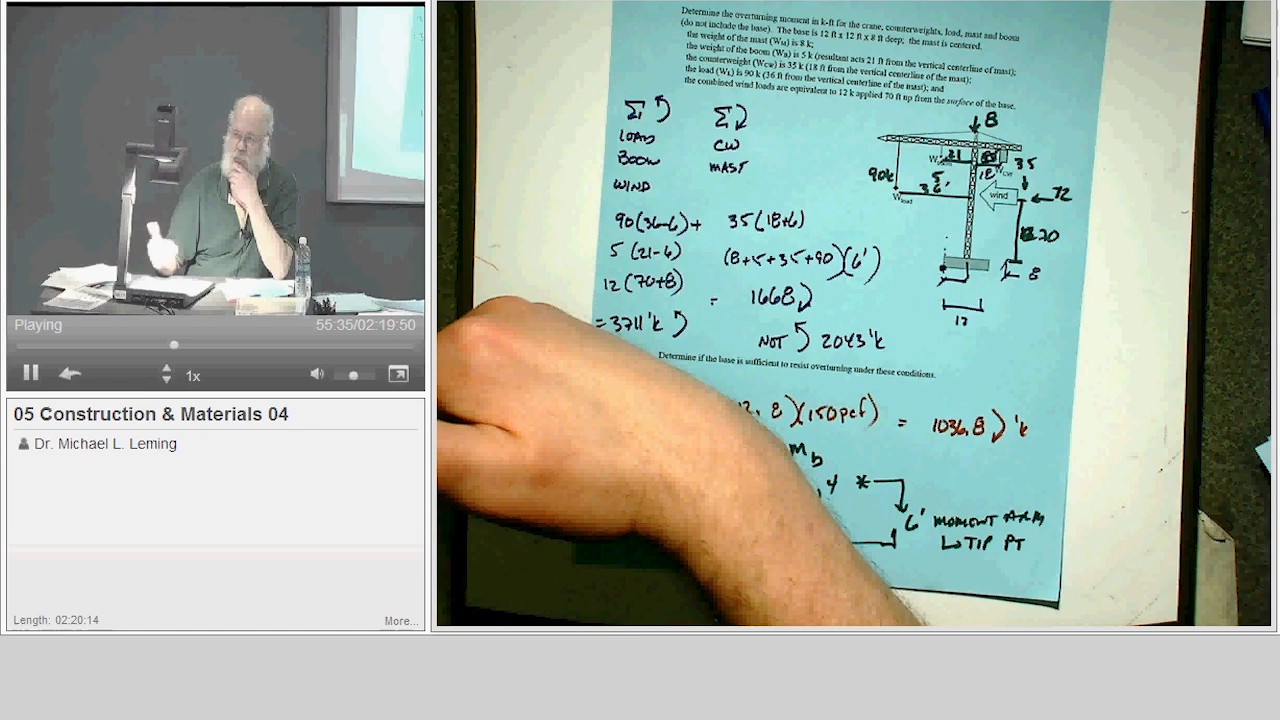 Determine the overturning moment in k-ft for the crane, counterweights, load, mast and boom
(do not include the base). The base is 12 ft x 12 ft x 8 ft deep; the mast is centered.
the weight of the mast (WM) is 8 k;
the weight of the boom (WB) is 5 k (resultant acts 21 ft from the vertical centerline of mast);
the counterweight (WCW) is 35 k (18 ft from the vertical centerline of the mast);
the load (WL) is 90 k (36 ft from the vertical centerline of the mast); and
the combined wind loads are equivalent to 12 k applied 70 ft up from the surface of the base.
Σ Σ
LOAD CW
BOOM MAST
WIND
90(36-6)+ 35(18+6)
5(21-6) (8+5+35+90)(6')
12(70+8)
= 1668
= 3711'k
NOT 2043'k
8
21 18 35
90k 5
36'
Wload
wind
12
70
8
12
Determine if the base is sufficient to resist overturning under these conditions.
8)(150pcf) = 1036.8 'k
Mb
4 *
6' MOMENT ARM
TIP PT
Playing
55:35/02:19:50
1x
05 Construction & Materials 04
Dr. Michael L. Leming
Length: 02:20:14
More...